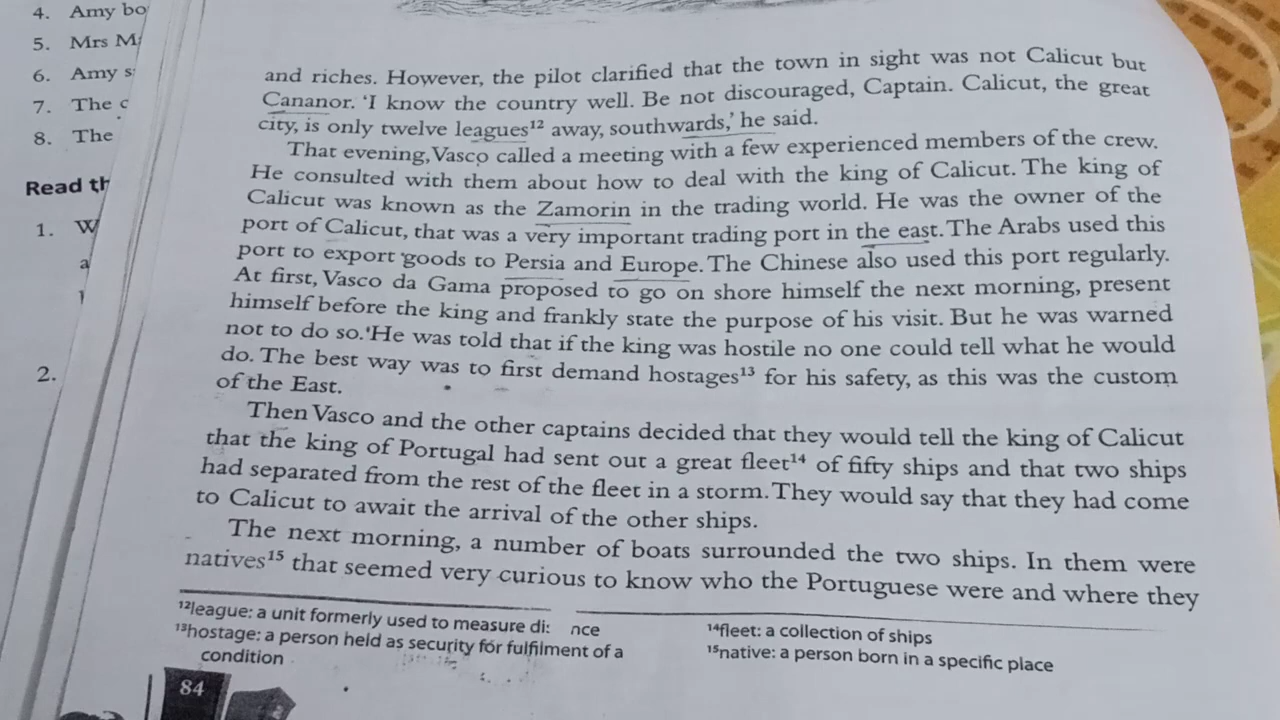 4. Amy bo
5. Mrs M
6. Amy s
7. The
8. The
Read th
1. W
a
2.
and riches. However, the pilot clarified that the town in sight was not Calicut but
Cananor. ‘I know the country well. Be not discouraged, Captain. Calicut, the great
city, is only twelve leagues¹² away, southwards,’ he said.
That evening, Vasco called a meeting with a few experienced members of the crew.
He consulted with them about how to deal with the king of Calicut. The king of
Calicut was known as the Zamorin in the trading world. He was the owner of the
port of Calicut, that was a very important trading port in the east. The Arabs used this
port to export goods to Persia and Europe. The Chinese also used this port regularly.
At first, Vasco da Gama proposed to go on shore himself the next morning, present
himself before the king and frankly state the purpose of his visit. But he was warned
not to do so. He was told that if the king was hostile no one could tell what he would
do. The best way was to first demand hostages¹³ for his safety, as this was the custom
of the East.
Then Vasco and the other captains decided that they would tell the king of Calicut
that the king of Portugal had sent out a great fleet¹⁴ of fifty ships and that two ships
had separated from the rest of the fleet in a storm. They would say that they had come
to Calicut to await the arrival of the other ships.
The next morning, a number of boats surrounded the two ships. In them were
natives¹⁵ that seemed very curious to know who the Portuguese were and where they
¹²league: a unit formerly used to measure di: nce
¹³hostage: a person held as security for fulfilment of a
condition
¹⁴fleet: a collection of ships
¹⁵native: a person born in a specific place
84